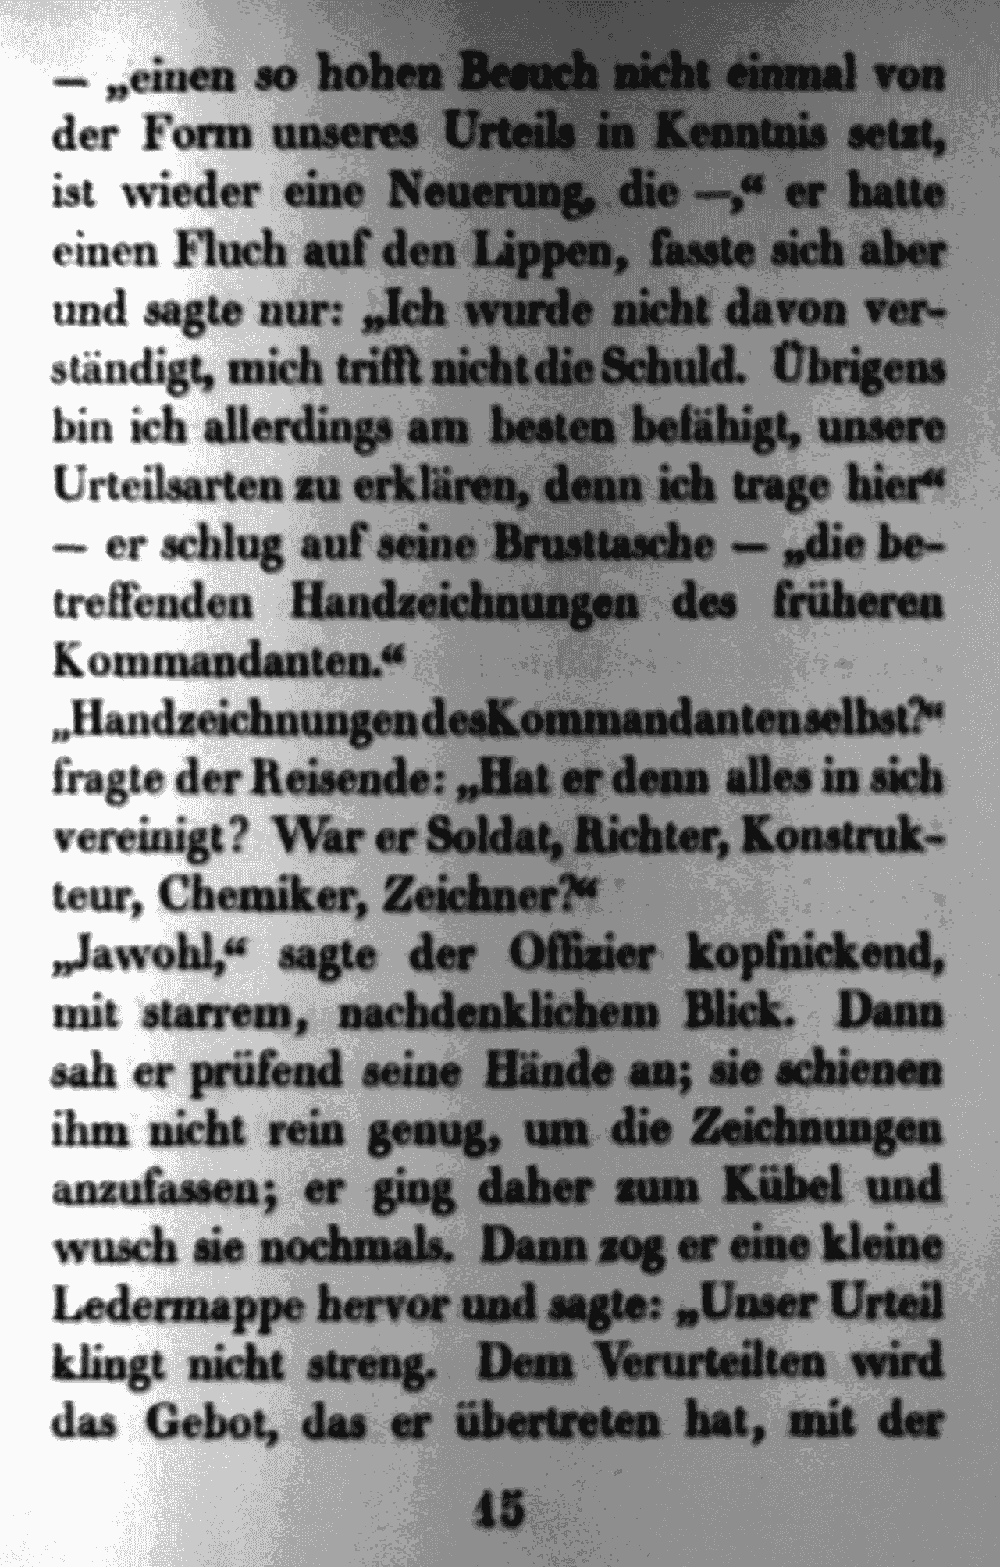 — „einen so hohen Besuch nicht einmal von
der Form unseres Urteils in Kenntnis setzt,
ist wieder eine Neuerung, die —,“ er hatte
einen Fluch auf den Lippen, fasste sich aber
und sagte nur: „Ich wurde nicht davon ver-
ständigt, mich trifft nicht die Schuld. Übrigens
bin ich allerdings am besten befähigt, unsere
Urteilsarten zu erklären, denn ich trage hier“
— er schlug auf seine Brusttasche — „die be-
treffenden Handzeichnungen des früheren
Kommandanten.“
„Handzeichnungen des Kommandanten selbst?“
fragte der Reisende: „Hat er denn alles in sich
vereinigt? War er Soldat, Richter, Konstruk-
teur, Chemiker, Zeichner?“
„Jawohl,“ sagte der Offizier kopfnickend,
mit starrem, nachdenklichem Blick. Dann
sah er prüfend seine Hände an; sie schienen
ihm nicht rein genug, um die Zeichnungen
anzufassen; er ging daher zum Kübel und
wusch sie nochmals. Dann zog er eine kleine
Ledermappe hervor und sagte: „Unser Urteil
klingt nicht streng. Dem Verurteilten wird
das Gebot, das er übertreten hat, mit der
15